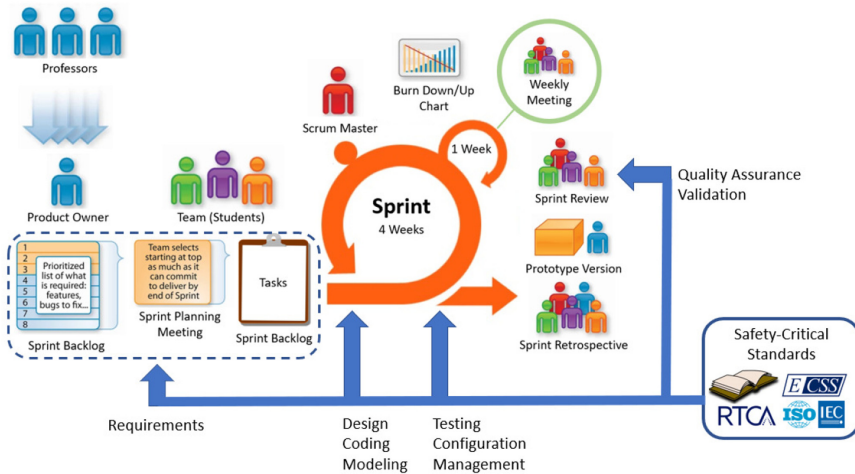 Professors
Product Owner
Team (Students)
Scrum Master
Burn Down/Up
Chart
Weekly
Meeting
1 Week
Sprint
4 Weeks
1
2
3
4
5
6
7
8
Prioritized
list of what
is required:
features,
bugs to fix...
Sprint Backlog
Team selects
starting at top
as much as it
can commit
to deliver by
end of Sprint
Sprint Planning
Meeting
Tasks
Sprint Backlog
Sprint Review
Prototype Version
Sprint Retrospective
Quality Assurance
Validation
Safety-Critical
Standards
ECSS
RTCA
ISO
IEC
Requirements
Design
Coding
Modeling
Testing
Configuration
Management